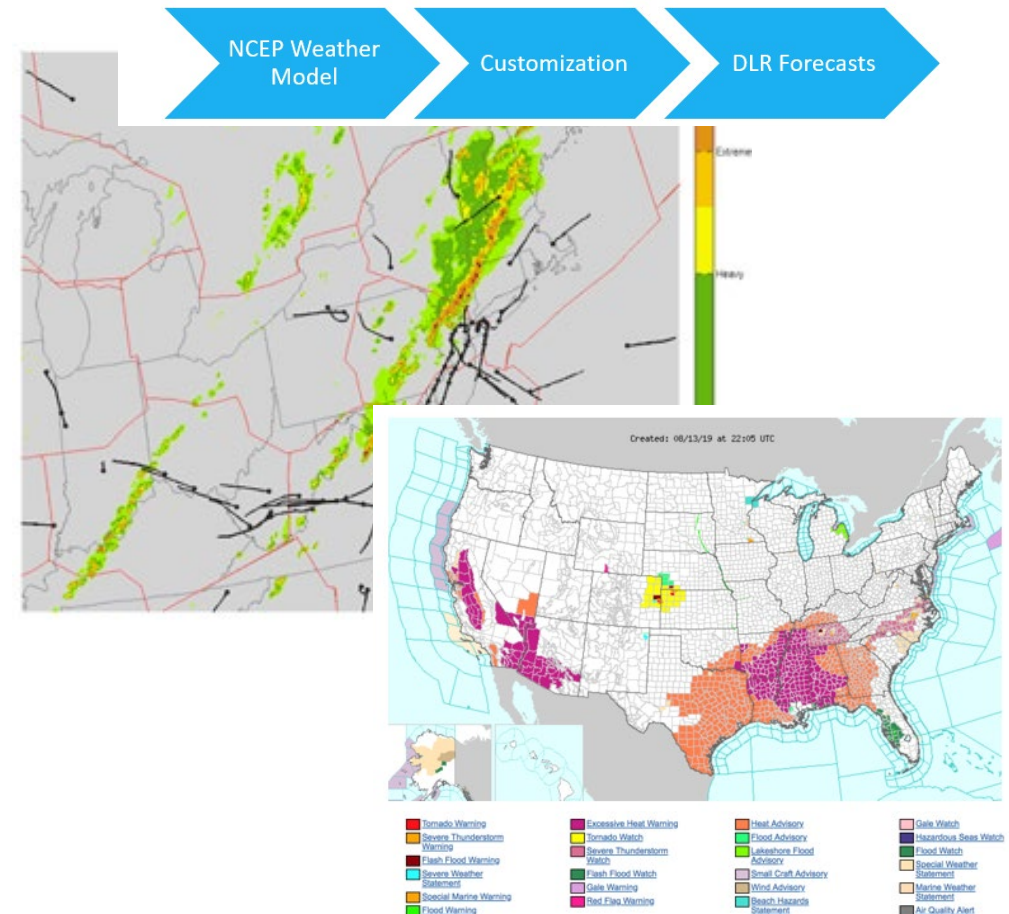 NCEP Weather
Model
Customization
DLR Forecasts
Extreme
Heavy
Created: 08/13/19 at 22:05 UTC
Tornado Warning
Severe Thunderstorm
Warning
Flash Flood Warning
Severe Weather
Statement
Special Marine Warning
Flood Warning
Excessive Heat Warning
Tornado Watch
Severe Thunderstorm
Watch
Flash Flood Watch
Gale Warning
Red Flag Warning
Heat Advisory
Flood Advisory
Lakeshore Flood
Advisory
Small Craft Advisory
Wind Advisory
Beach Hazards
Statement
Gale Watch
Hazardous Seas Watch
Flood Watch
Special Weather
Statement
Marine Weather
Statement
Air Quality Alert